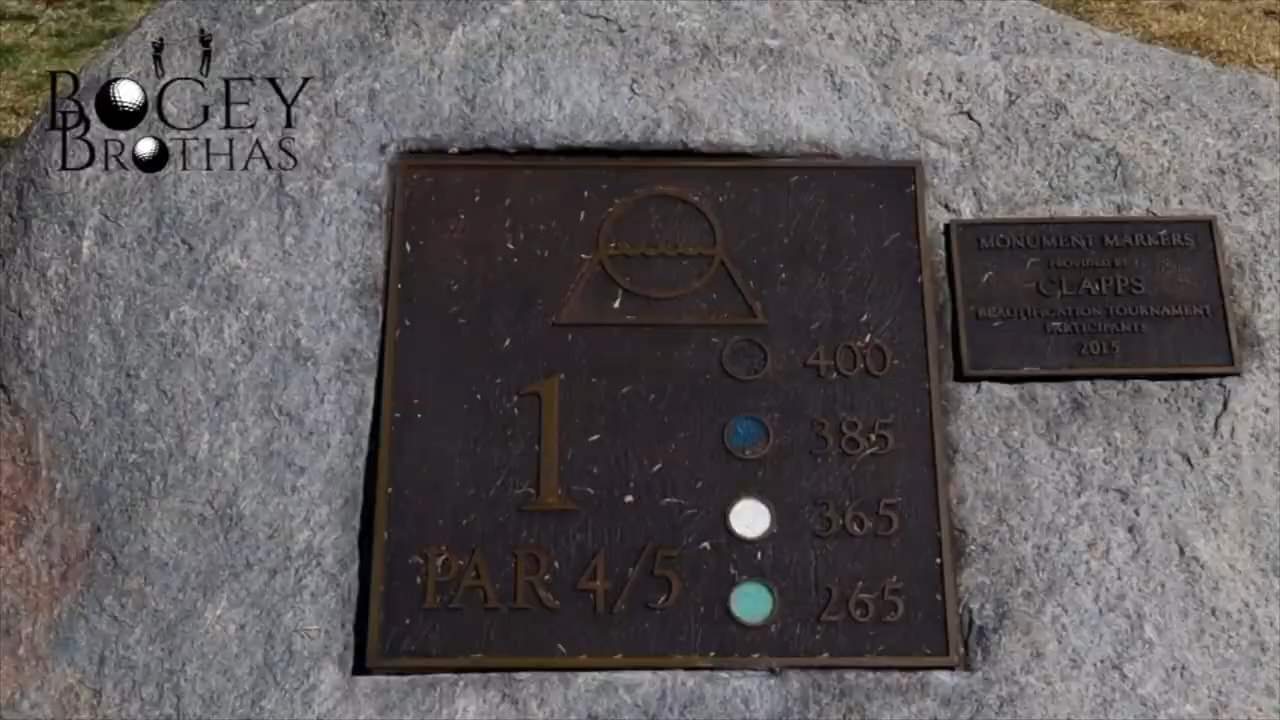 BOGEY
BROTHAS
1
PAR 4/5
400
385
365
265
MONUMENT MARKERS
PROVIDED BY
CLAPPS
BEAUTIFICATION TOURNAMENT
PARTICIPANTS
2015